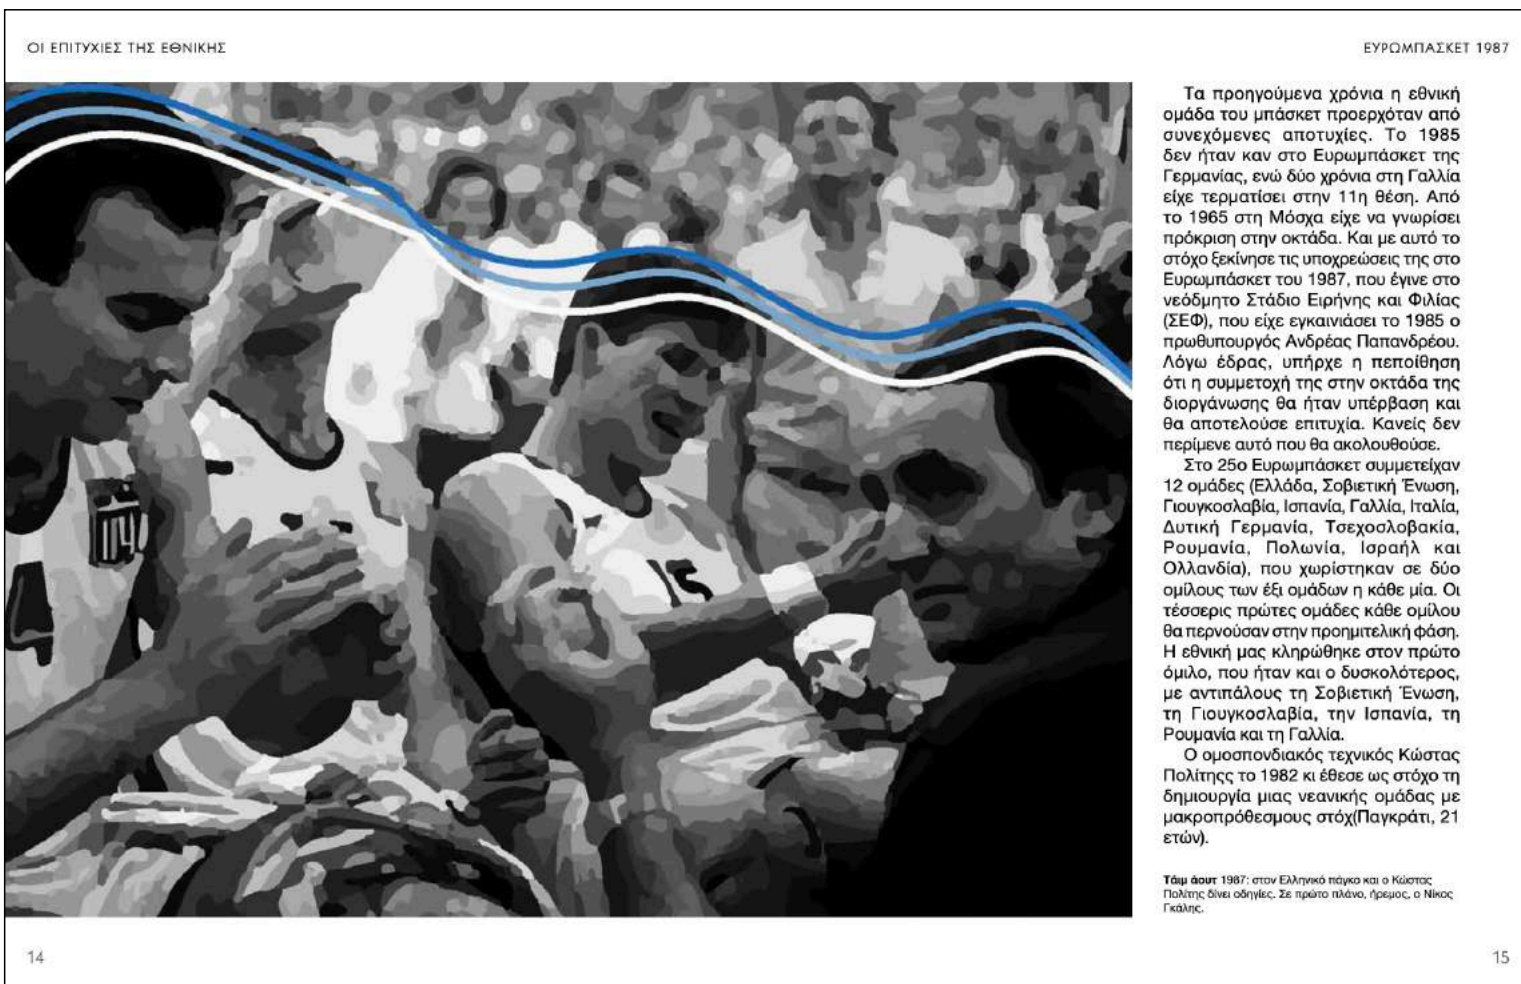 ΟΙ ΕΠΙΤΥΧΙΕΣ ΤΗΣ ΕΘΝΙΚΗΣ
ΕΥΡΩΜΠΑΣΚΕΤ 1987
Τα προηγούμενα χρόνια η εθνική
ομάδα του μπάσκετ προερχόταν από
συνεχόμενες αποτυχίες. Το 1985
δεν ήταν καν στο Ευρωμπάσκετ της
Γερμανίας, ενώ δύο χρόνια στη Γαλλία
είχε τερματίσει στην 11η θέση. Από
το 1965 στη Μόσχα είχε να γνωρίσει
πρόκριση στην οκτάδα. Και με αυτό το
στόχο ξεκίνησε τις υποχρεώσεις της στο
Ευρωμπάσκετ του 1987, που έγινε στο
νεόδμητο Στάδιο Ειρήνης και Φιλίας
(ΣΕΦ), που είχε εγκαινιάσει το 1985 ο
πρωθυπουργός Ανδρέας Παπανδρέου.
Λόγω έδρας, υπήρχε η πεποίθηση
ότι η συμμετοχή της στην οκτάδα της
διοργάνωσης θα ήταν υπέρβαση και
θα αποτελούσε επιτυχία. Κανείς δεν
περίμενε αυτό που θα ακολουθούσε.
Στο 25ο Ευρωμπάσκετ συμμετείχαν
12 ομάδες (Ελλάδα, Σοβιετική Ένωση,
Γιουγκοσλαβία, Ισπανία, Γαλλία, Ιταλία,
Δυτική Γερμανία, Τσεχοσλοβακία,
Ρουμανία, Πολωνία, Ισραήλ και
Ολλανδία), που χωρίστηκαν σε δύο
ομίλους των έξι ομάδων η κάθε μία. Οι
τέσσερις πρώτες ομάδες κάθε ομίλου
θα περνούσαν στην προημιτελική φάση.
Η εθνική μας κληρώθηκε στον πρώτο
όμιλο, που ήταν και ο δυσκολότερος,
με αντιπάλους τη Σοβιετική Ένωση,
τη Γιουγκοσλαβία, την Ισπανία, τη
Ρουμανία και τη Γαλλία.
Ο ομοσπονδιακός τεχνικός Κώστας
Πολίτηςς το 1982 κι έθεσε ως στόχο τη
δημιουργία μιας νεανικής ομάδας με
μακροπρόθεσμους στόχ(Παγκράτι, 21
ετών).
Τάιμ άουτ 1987: στον Ελληνικό πάγκο και ο Κώστας
Πολίτης δίνει οδηγίες. Σε πρώτο πλάνο, ήρεμος, ο Νίκος
Γκάλης.
14
15